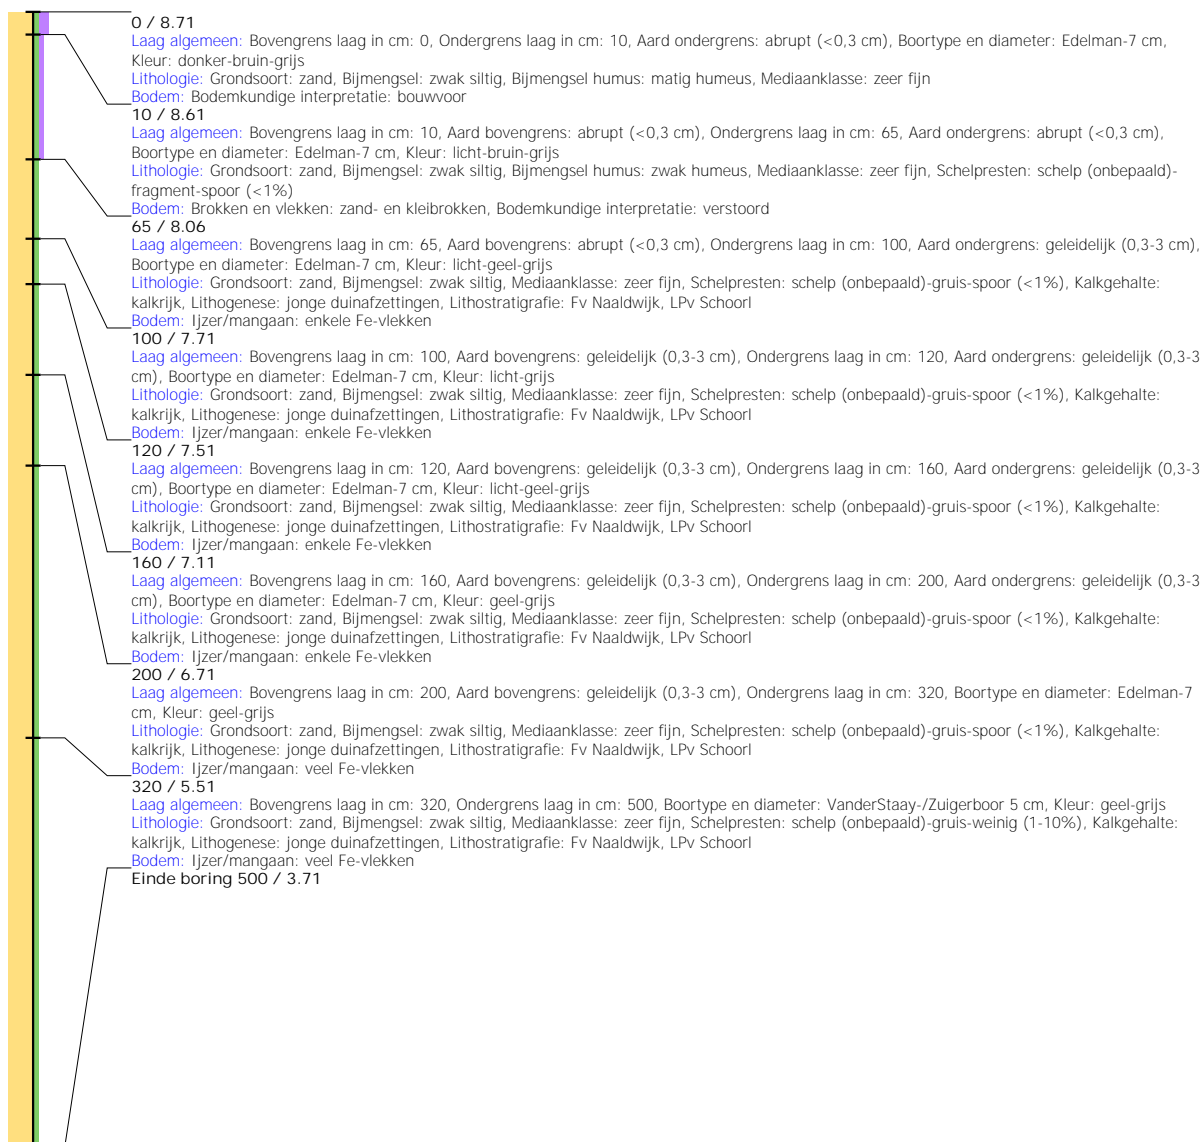 0 / 8.71
Laag algemeen: Bovengrens laag in cm: 0, Ondergrens laag in cm: 10, Aard ondergrens: abrupt (<0,3 cm), Boortype en diameter: Edelman-7 cm,
Kleur: donker-bruin-grijs
Lithologie: Grondsoort: zand, Bijmengsel: zwak siltig, Bijmengsel humus: matig humeus, Mediaanklasse: zeer fijn
Bodem: Bodemkundige interpretatie: bouwvoor
10 / 8.61
Laag algemeen: Bovengrens laag in cm: 10, Aard bovengrens: abrupt (<0,3 cm), Ondergrens laag in cm: 65, Aard ondergrens: abrupt (<0,3 cm),
Boortype en diameter: Edelman-7 cm, Kleur: licht-bruin-grijs
Lithologie: Grondsoort: zand, Bijmengsel: zwak siltig, Bijmengsel humus: zwak humeus, Mediaanklasse: zeer fijn, Schelpresten: schelp (onbepaald)-
fragment-spoor (<1%)
Bodem: Brokken en vlekken: zand- en kleibrokken, Bodemkundige interpretatie: verstoord
65 / 8.06
Laag algemeen: Bovengrens laag in cm: 65, Aard bovengrens: abrupt (<0,3 cm), Ondergrens laag in cm: 100, Aard ondergrens: geleidelijk (0,3-3 cm),
Boortype en diameter: Edelman-7 cm, Kleur: licht-geel-grijs
Lithologie: Grondsoort: zand, Bijmengsel: zwak siltig, Mediaanklasse: zeer fijn, Schelpresten: schelp (onbepaald)-gruis-spoor (<1%), Kalkgehalte:
kalkrijk, Lithogenese: jonge duinafzettingen, Lithostratigrafie: Fv Naaldwijk, LPv Schoorl
Bodem: Ijzer/mangaan: enkele Fe-vlekken
100 / 7.71
Laag algemeen: Bovengrens laag in cm: 100, Aard bovengrens: geleidelijk (0,3-3 cm), Ondergrens laag in cm: 120, Aard ondergrens: geleidelijk (0,3-3
cm), Boortype en diameter: Edelman-7 cm, Kleur: licht-grijs
Lithologie: Grondsoort: zand, Bijmengsel: zwak siltig, Mediaanklasse: zeer fijn, Schelpresten: schelp (onbepaald)-gruis-spoor (<1%), Kalkgehalte:
kalkrijk, Lithogenese: jonge duinafzettingen, Lithostratigrafie: Fv Naaldwijk, LPv Schoorl
Bodem: Ijzer/mangaan: enkele Fe-vlekken
120 / 7.51
Laag algemeen: Bovengrens laag in cm: 120, Aard bovengrens: geleidelijk (0,3-3 cm), Ondergrens laag in cm: 160, Aard ondergrens: geleidelijk (0,3-3
cm), Boortype en diameter: Edelman-7 cm, Kleur: licht-geel-grijs
Lithologie: Grondsoort: zand, Bijmengsel: zwak siltig, Mediaanklasse: zeer fijn, Schelpresten: schelp (onbepaald)-gruis-spoor (<1%), Kalkgehalte:
kalkrijk, Lithogenese: jonge duinafzettingen, Lithostratigrafie: Fv Naaldwijk, LPv Schoorl
Bodem: Ijzer/mangaan: enkele Fe-vlekken
160 / 7.11
Laag algemeen: Bovengrens laag in cm: 160, Aard bovengrens: geleidelijk (0,3-3 cm), Ondergrens laag in cm: 200, Aard ondergrens: geleidelijk (0,3-3
cm), Boortype en diameter: Edelman-7 cm, Kleur: geel-grijs
Lithologie: Grondsoort: zand, Bijmengsel: zwak siltig, Mediaanklasse: zeer fijn, Schelpresten: schelp (onbepaald)-gruis-spoor (<1%), Kalkgehalte:
kalkrijk, Lithogenese: jonge duinafzettingen, Lithostratigrafie: Fv Naaldwijk, LPv Schoorl
Bodem: Ijzer/mangaan: enkele Fe-vlekken
200 / 6.71
Laag algemeen: Bovengrens laag in cm: 200, Aard bovengrens: geleidelijk (0,3-3 cm), Ondergrens laag in cm: 320, Boortype en diameter: Edelman-7
cm, Kleur: geel-grijs
Lithologie: Grondsoort: zand, Bijmengsel: zwak siltig, Mediaanklasse: zeer fijn, Schelpresten: schelp (onbepaald)-gruis-spoor (<1%), Kalkgehalte:
kalkrijk, Lithogenese: jonge duinafzettingen, Lithostratigrafie: Fv Naaldwijk, LPv Schoorl
Bodem: Ijzer/mangaan: veel Fe-vlekken
320 / 5.51
Laag algemeen: Bovengrens laag in cm: 320, Ondergrens laag in cm: 500, Boortype en diameter: VanderStaay-/Zuigerboor 5 cm, Kleur: geel-grijs
Lithologie: Grondsoort: zand, Bijmengsel: zwak siltig, Mediaanklasse: zeer fijn, Schelpresten: schelp (onbepaald)-gruis-weinig (1-10%), Kalkgehalte:
kalkrijk, Lithogenese: jonge duinafzettingen, Lithostratigrafie: Fv Naaldwijk, LPv Schoorl
Bodem: Ijzer/mangaan: veel Fe-vlekken
Einde boring 500 / 3.71